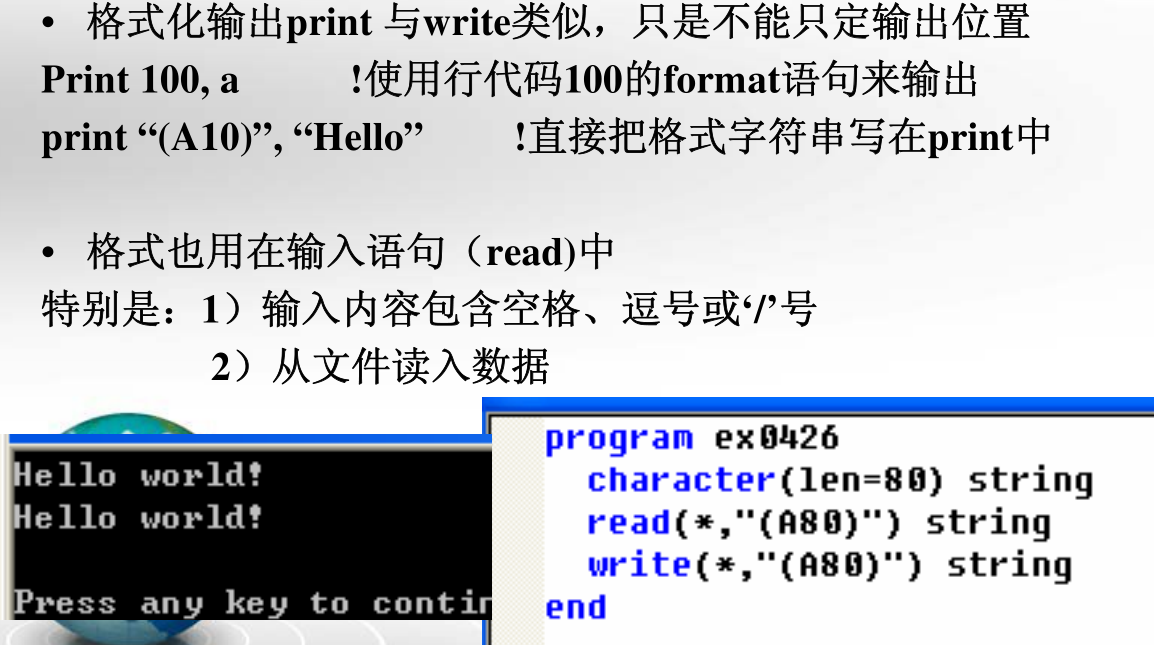 • 格式化输出print 与write类似，只是不能只定输出位置
Print 100, a !使用行代码100的format语句来输出
print “(A10)”, “Hello” !直接把格式字符串写在print中
• 格式也用在输入语句（read)中
特别是：1）输入内容包含空格、逗号或‘/’号
2）从文件读入数据
Hello world!
Hello world!
Press any key to contin
program ex0426
character(len=80) string
read(*,"(A80)") string
write(*,"(A80)") string
end